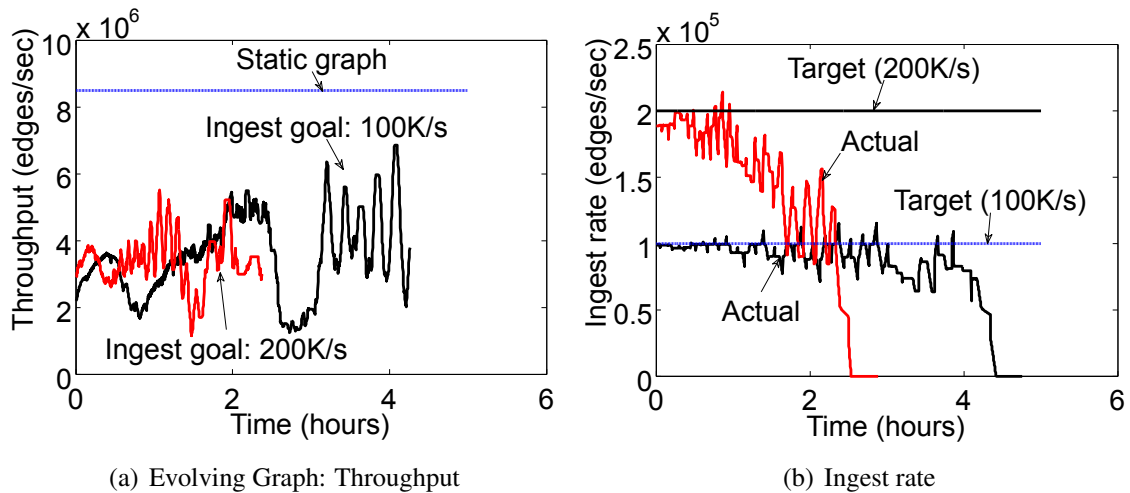 x 10^6
10
8
6
4
2
0
0
2
4
6
Throughput (edges/sec)
Time (hours)
Static graph
Ingest goal: 100K/s
Ingest goal: 200K/s
(a) Evolving Graph: Throughput
x 10^5
2.5
2
1.5
1
0.5
0
0
2
4
6
Ingest rate (edges/sec)
Time (hours)
Target (200K/s)
Actual
Target (100K/s)
Actual
(b) Ingest rate